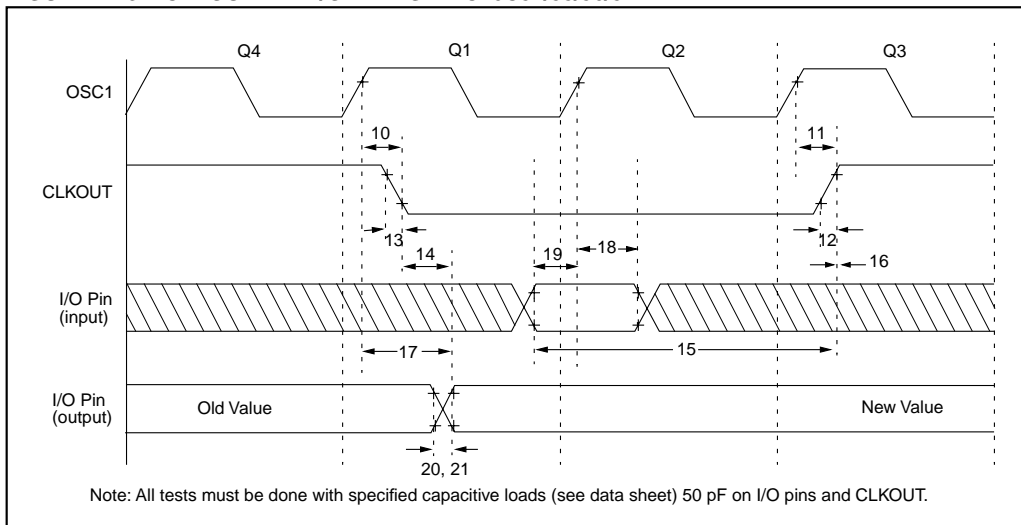 Q4 Q1 Q2 Q3
OSC1
10 11
CLKOUT
13 12
14 19 18 16
I/O Pin
(input)
17 15
I/O Pin
(output)
Old Value New Value
20, 21
Note: All tests must be done with specified capacitive loads (see data sheet) 50 pF on I/O pins and CLKOUT.